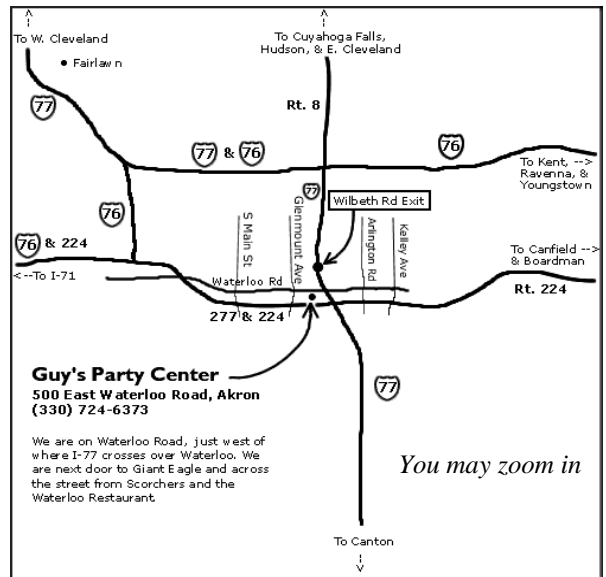 To W. Cleveland
Fairlawn
To Cuyahoga Falls,
Hudson, & E. Cleveland
77
Rt. 8
77 & 76
76
To Kent, -->
Ravenna, &
Youngstown
77
Wilbeth Rd Exit
76
S Main St
Glenmount Ave
Arlington Rd
Kelley Ave
76 & 224
<--To I-71
Waterloo Rd
To Canfield -->
& Boardman
Rt. 224
277 & 224
Guy's Party Center
500 East Waterloo Road, Akron
(330) 724-6373
77
We are on Waterloo Road, just west of
where I-77 crosses over Waterloo. We
are next door to Giant Eagle and across
the street from Scorchers and the
Waterloo Restaurant.
You may zoom in
To Canton